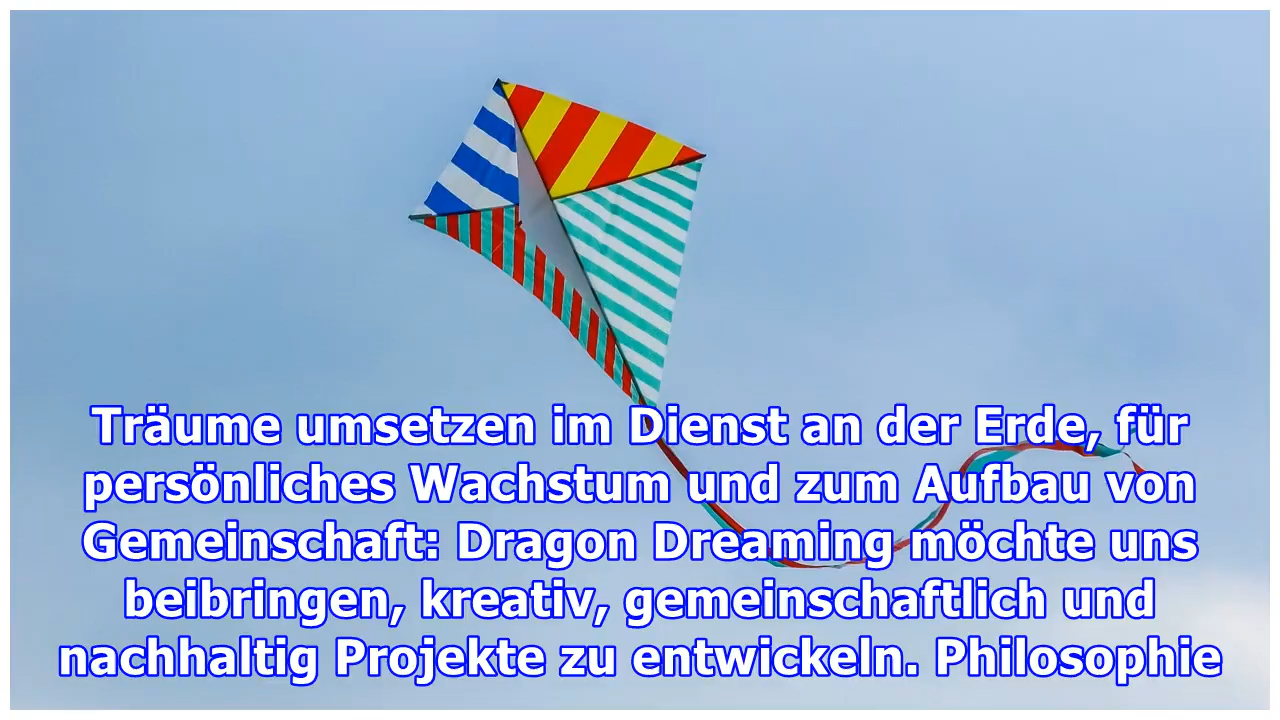 Träume umsetzen im Dienst an der Erde, für
persönliches Wachstum und zum Aufbau von
Gemeinschaft: Dragon Dreaming möchte uns
beibringen, kreativ, gemeinschaftlich und
nachhaltig Projekte zu entwickeln. Philosophie